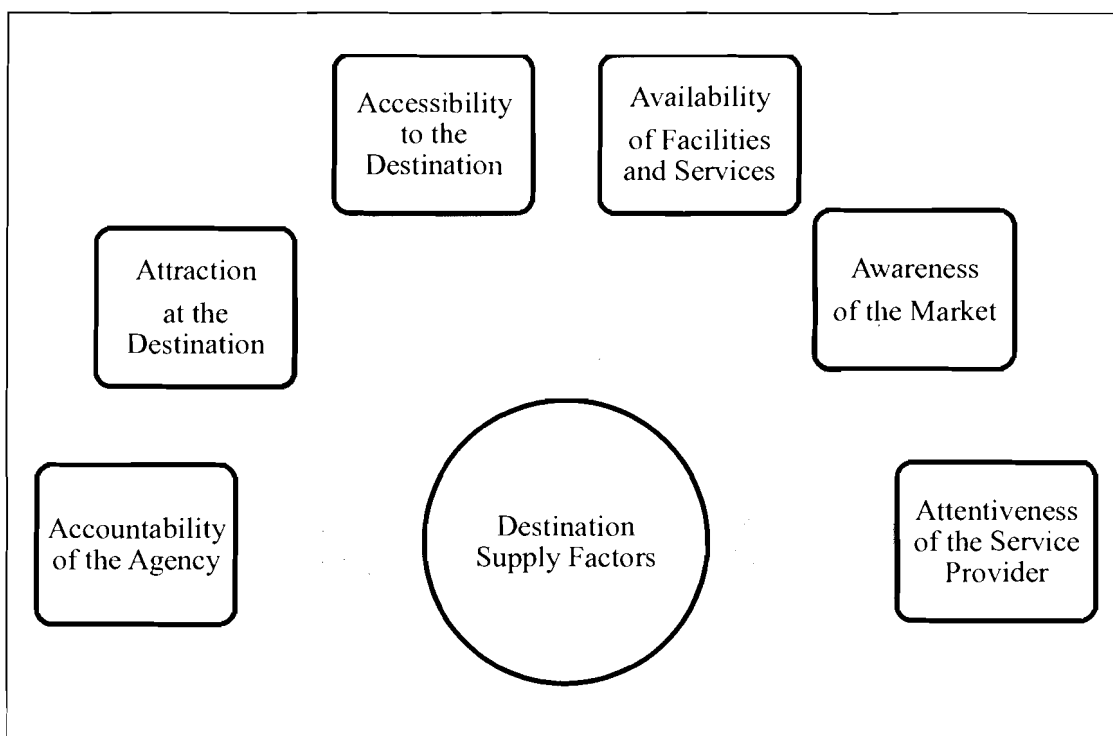 Accessibility
to the
Destination
Availability
of Facilities
and Services
Attraction
at the
Destination
Awareness
of the Market
Accountability
of the Agency
Destination
Supply Factors
Attentiveness
of the Service
Provider